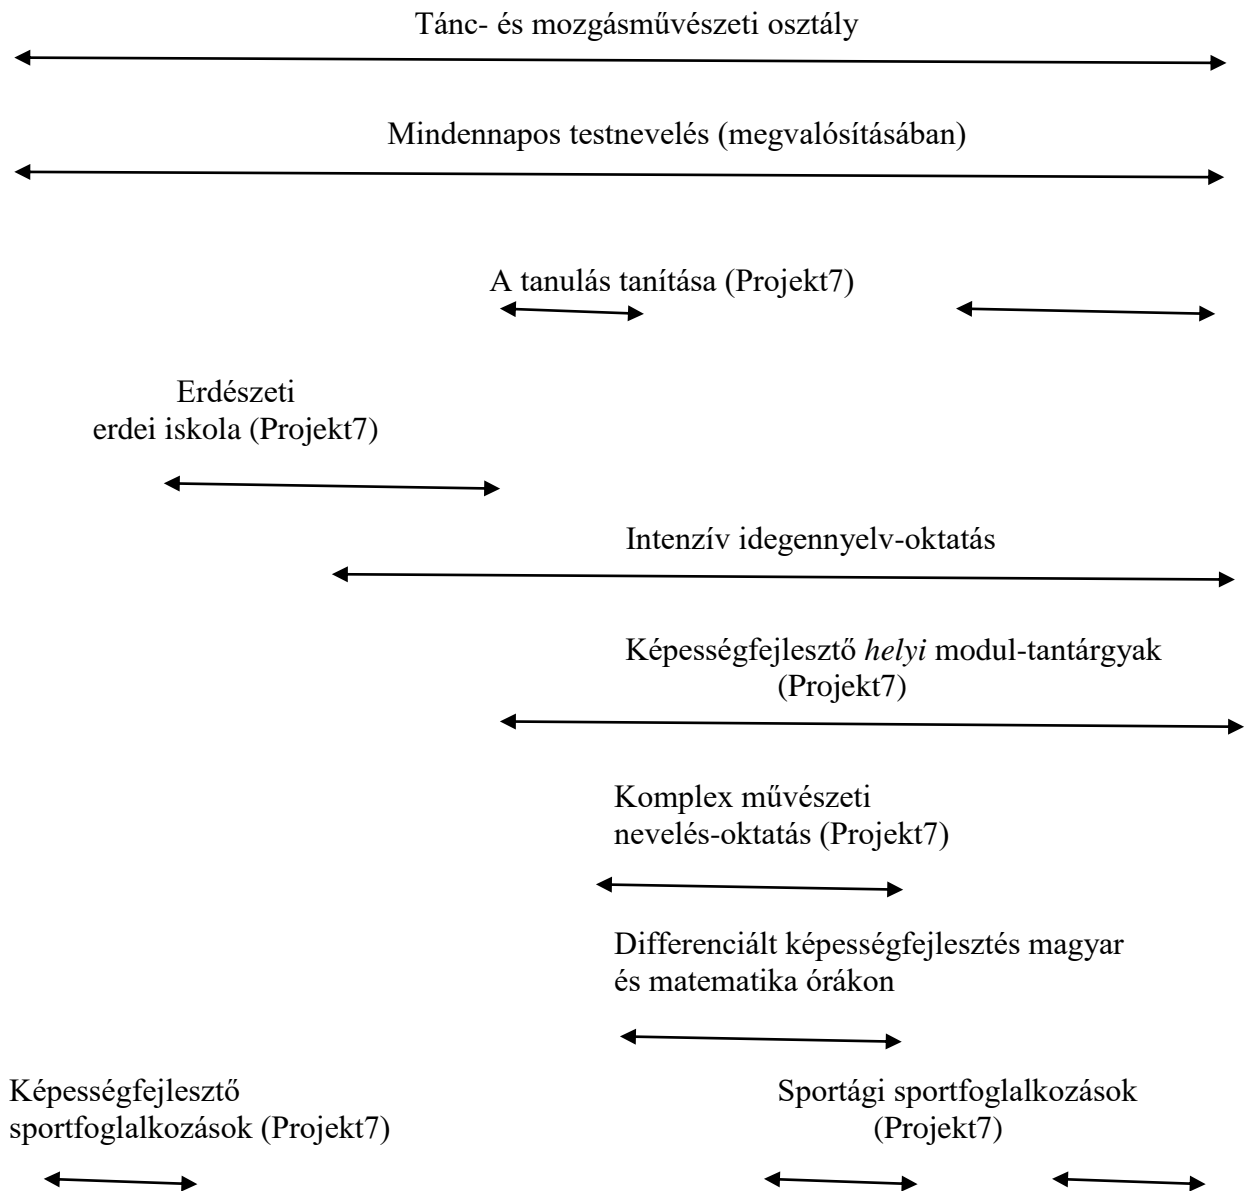 Tánc- és mozgásművészeti osztály
Mindennapos testnevelés (megvalósításában)
A tanulás tanítása (Projekt7)
Erdészeti
erdei iskola (Projekt7)
Intenzív idegennyelv-oktatás
Képességfejlesztő helyi modul-tantárgyak
(Projekt7)
Komplex művészeti
nevelés-oktatás (Projekt7)
Differenciált képességfejlesztés magyar
és matematika órákon
Képességfejlesztő
sportfoglalkozások (Projekt7)
Sportági sportfoglalkozások
(Projekt7)